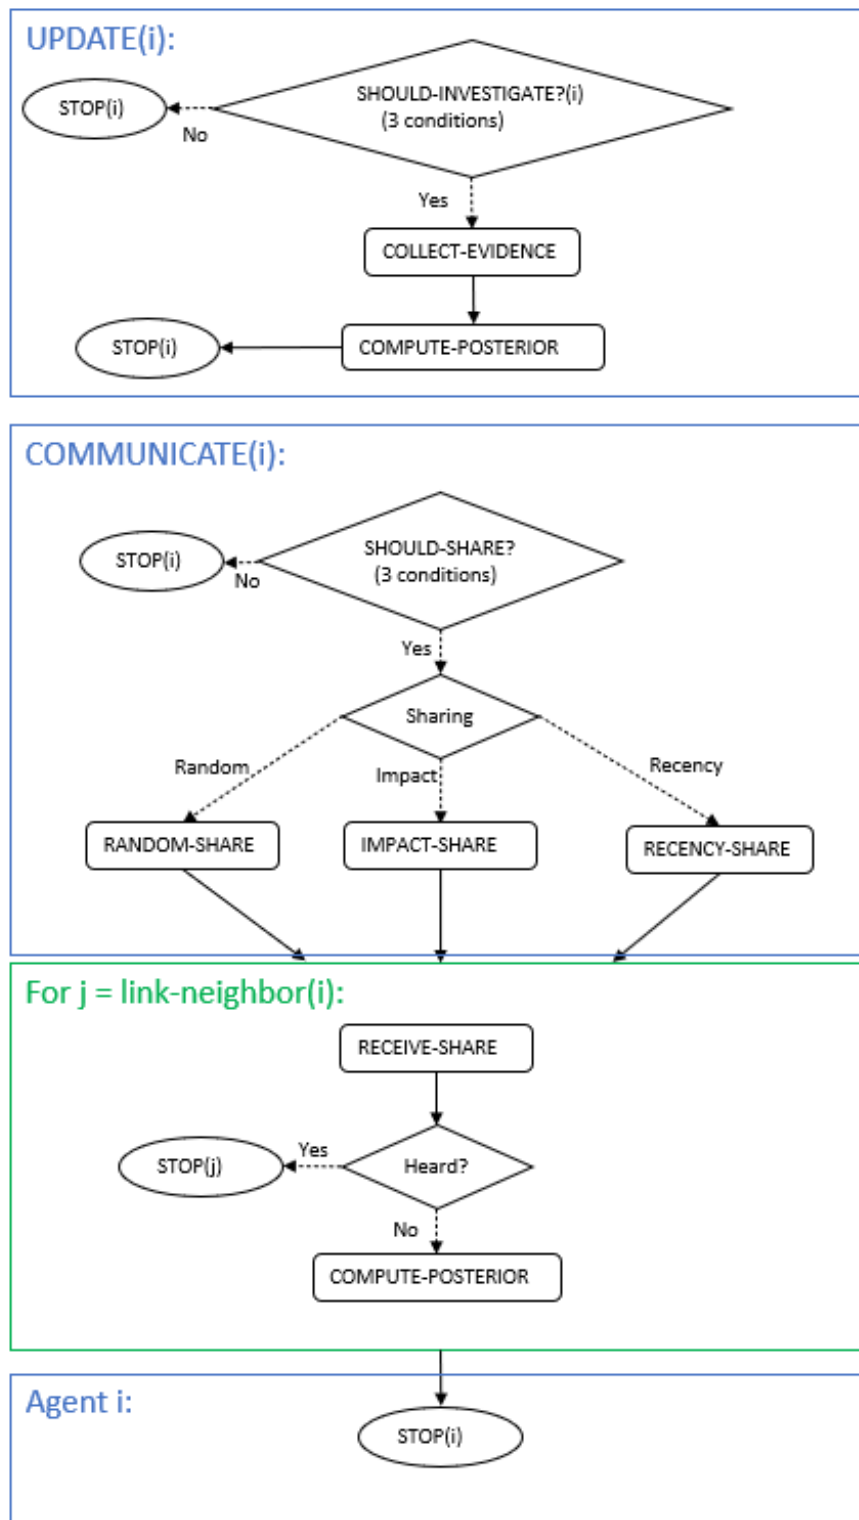 UPDATE(i):
SHOULD-INVESTIGATE?(i)
(3 conditions)
STOP(i)
No
Yes
COLLECT-EVIDENCE
STOP(i)
COMPUTE-POSTERIOR
COMMUNICATE(i):
SHOULD-SHARE?
(3 conditions)
STOP(i)
No
Yes
Sharing
Random
Impact
Recency
RANDOM-SHARE
IMPACT-SHARE
RECENCY-SHARE
For j = link-neighbor(i):
RECEIVE-SHARE
Yes
STOP(j)
Heard?
No
COMPUTE-POSTERIOR
Agent i:
STOP(i)